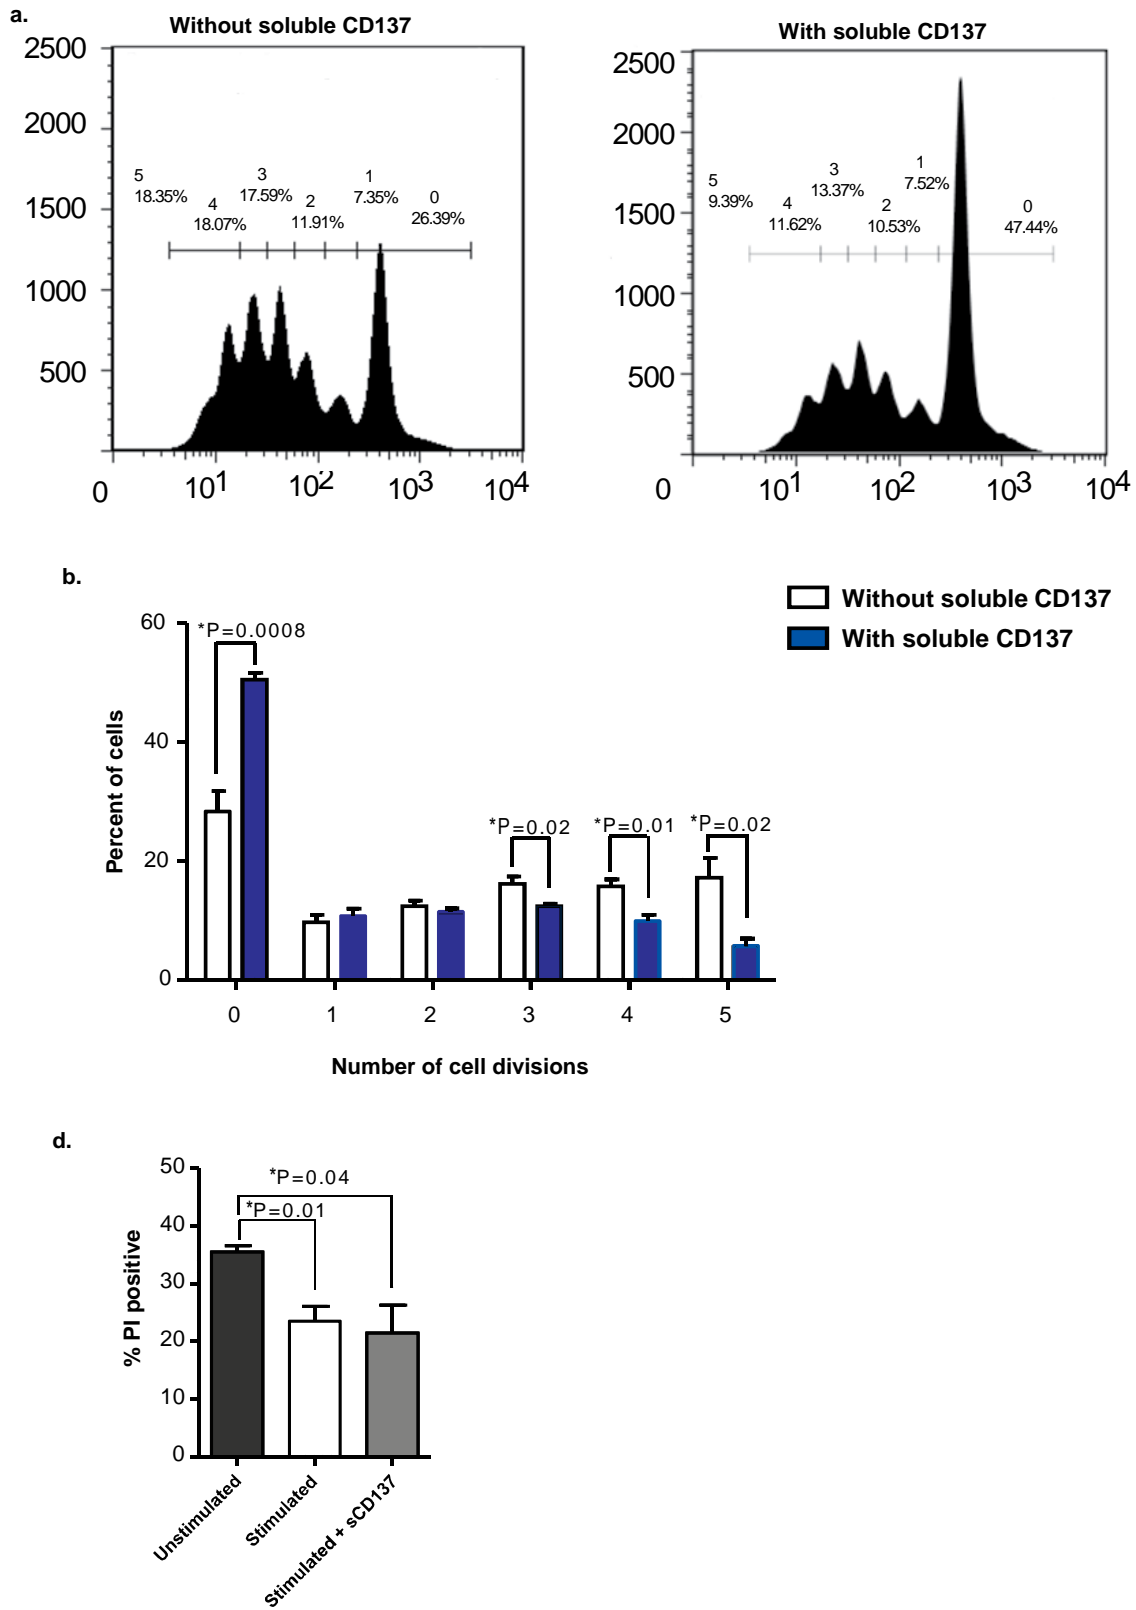 a.
Without soluble CD137
2500
2000
1500
1000
500
5
18.35%
4
18.07%
3
17.59%
2
11.91%
1
7.35%
0
26.39%
0 10¹ 10² 10³ 10⁴
With soluble CD137
2500
2000
1500
1000
500
5
9.39%
4
11.62%
3
13.37%
2
10.53%
1
7.52%
0
47.44%
0 10¹ 10² 10³ 10⁴
b.
Without soluble CD137
With soluble CD137
Percent of cells
60
40
20
0
*P=0.0008
*P=0.02
*P=0.01
*P=0.02
0 1 2 3 4 5
Number of cell divisions
d.
% PI positive
50
40
30
20
10
0
*P=0.04
*P=0.01
Unstimulated
Stimulated
Stimulated + sCD137